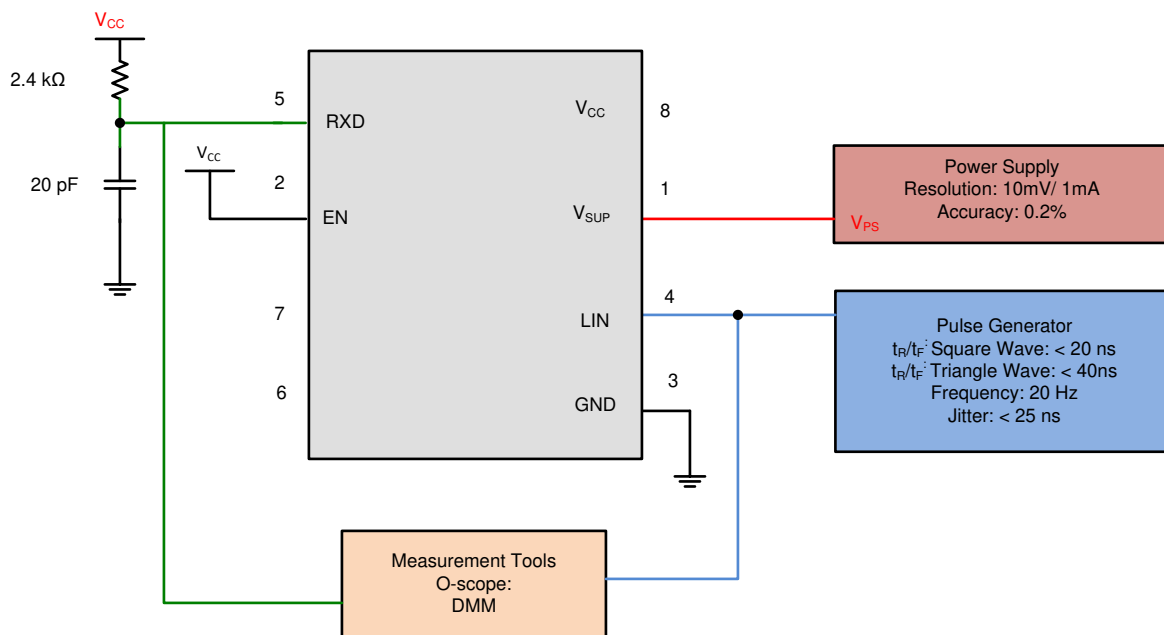 VCC
2.4 kΩ
20 pF
VCC
5
2
7
6
RXD
EN
VCC
VSUP
LIN
GND
8
1
4
3
Power Supply
Resolution: 10mV/ 1mA
Accuracy: 0.2%
VPS
Pulse Generator
tR/tF: Square Wave: < 20 ns
tR/tF: Triangle Wave: < 40ns
Frequency: 20 Hz
Jitter: < 25 ns
Measurement Tools
O-scope:
DMM